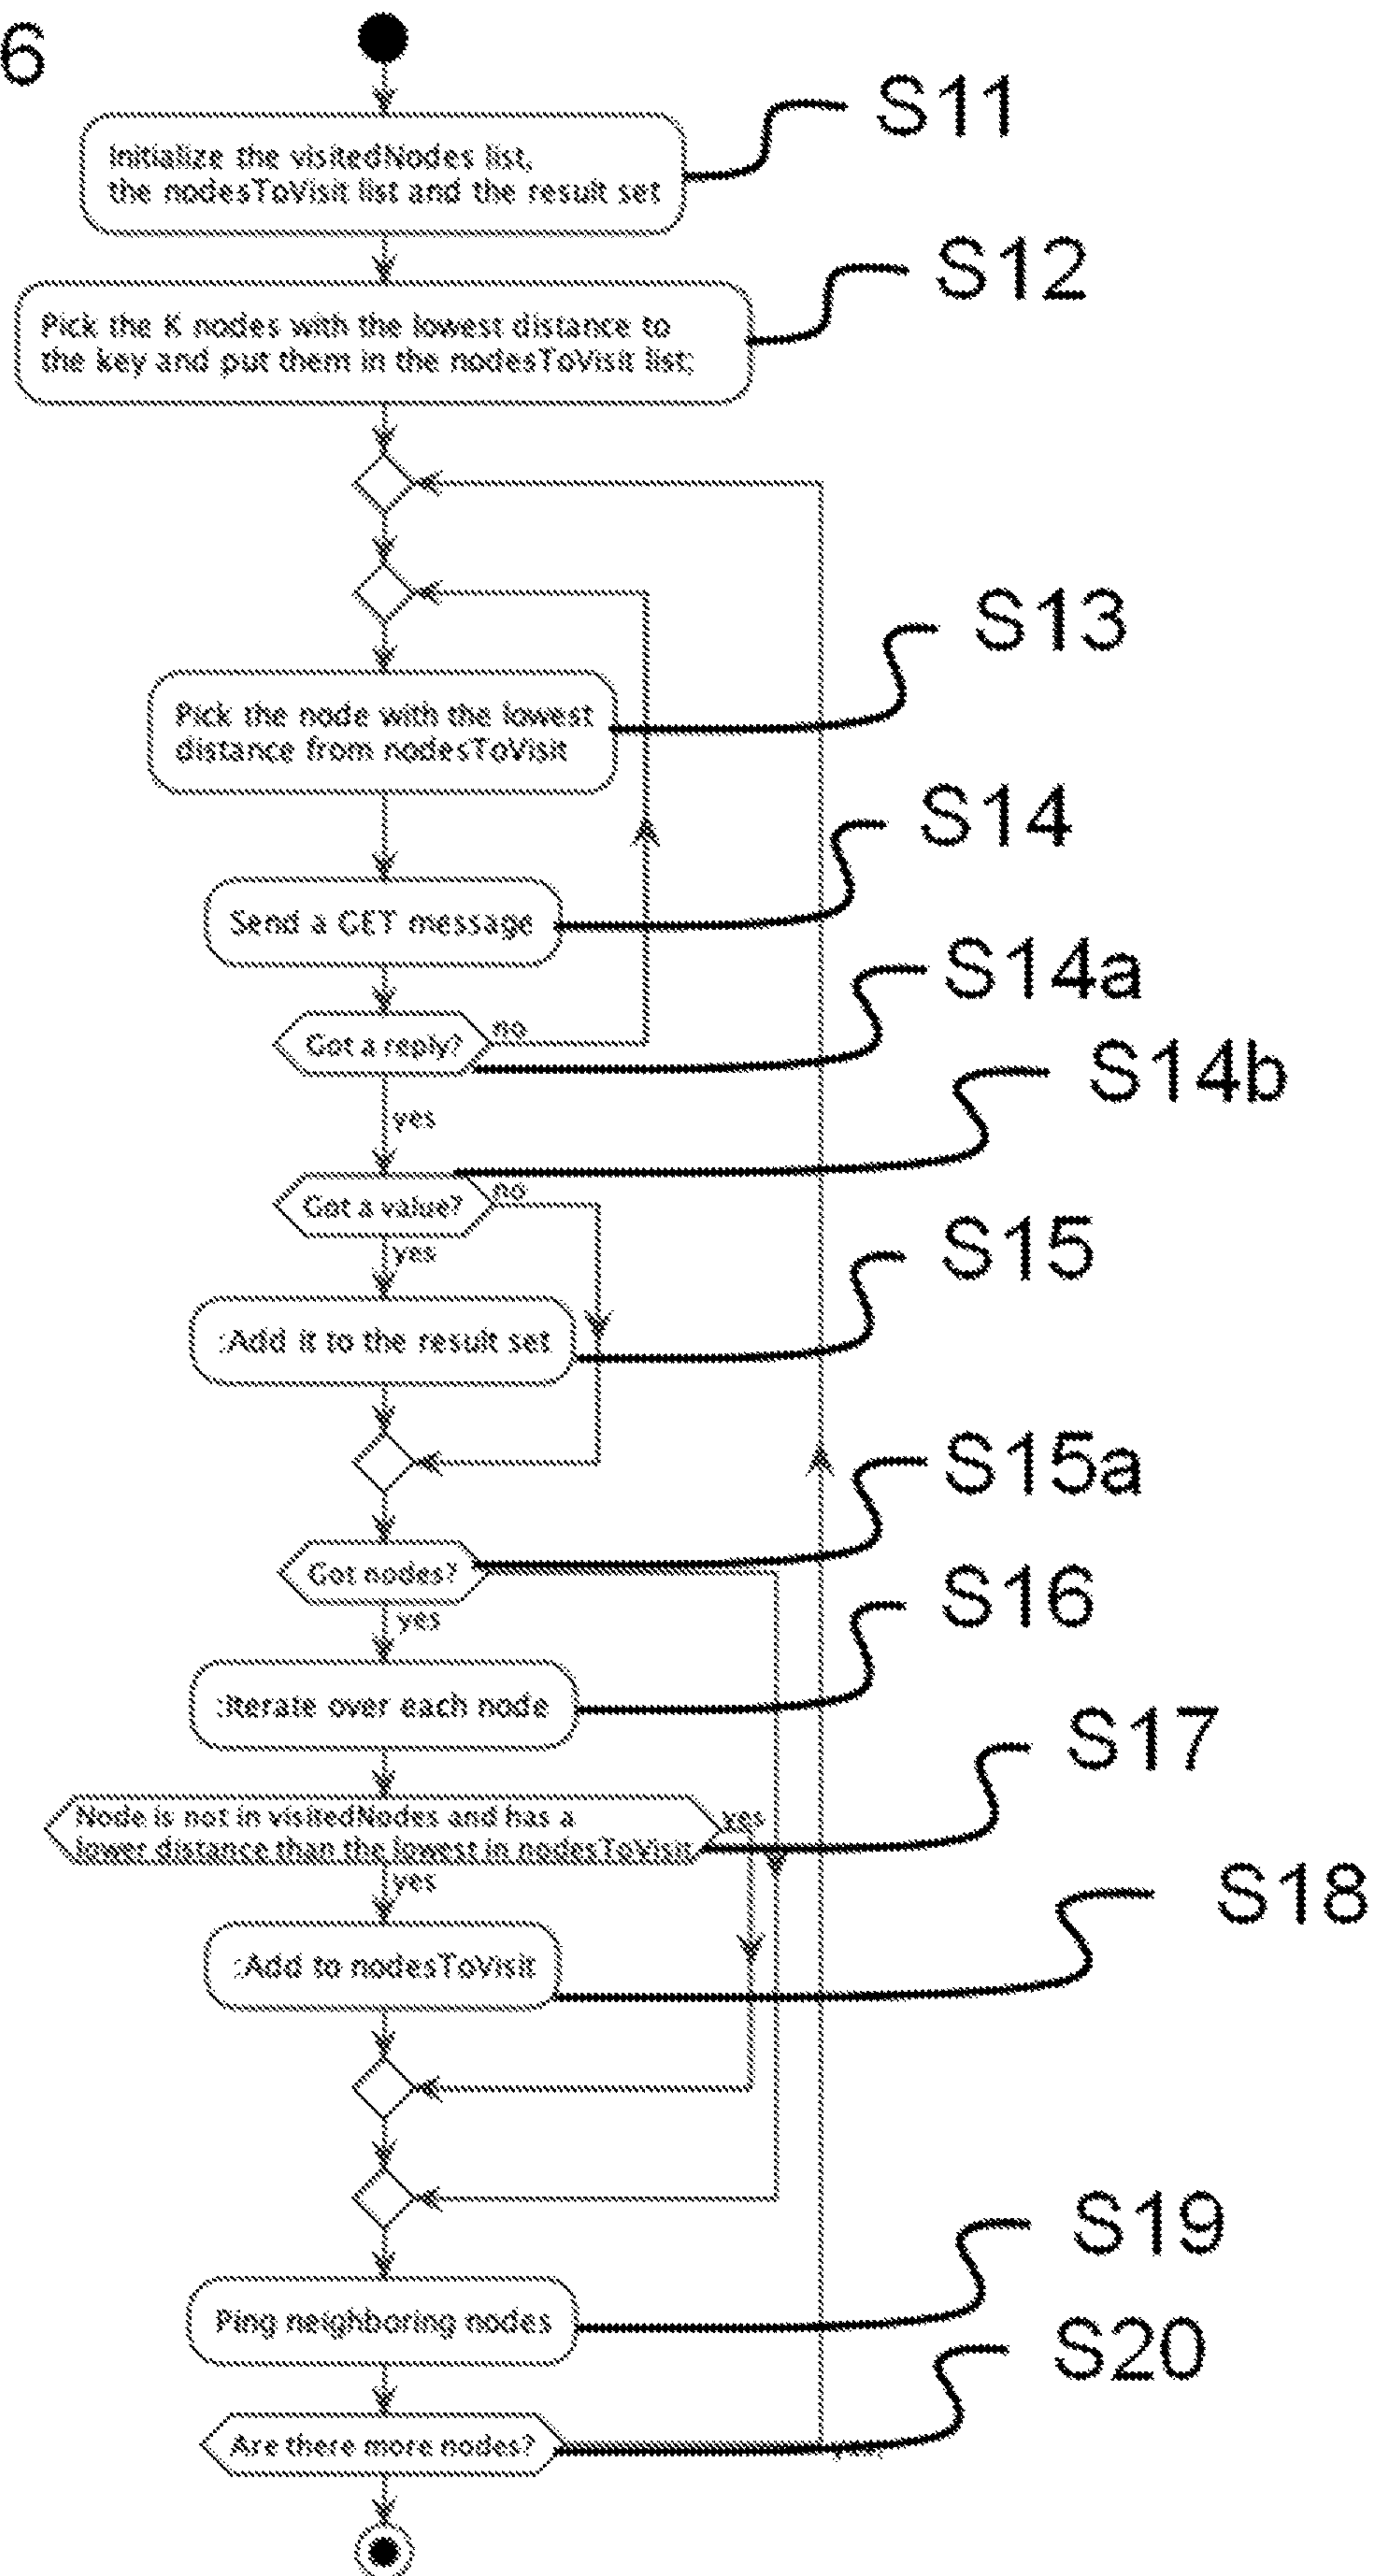 6
S11
Initialize the visitedNodes list,
the nodesToVisit list and the result set
S12
Pick the K nodes with the lowest distance to
the key and put them in the nodesToVisit list;
S13
Pick the node with the lowest
distance from nodesToVisit
S14
Send a GET message
S14a
Got a reply?
no
S14b
yes
Got a value?
no
yes
S15
:Add it to the result set
S15a
Got nodes?
S16
yes
:Iterate over each node
S17
Node is not in visitedNodes and has a
yes
lower distance than the lowest in nodesToVisit
yes
S18
:Add to nodesToVisit
S19
Ping neighboring nodes
S20
Are there more nodes?